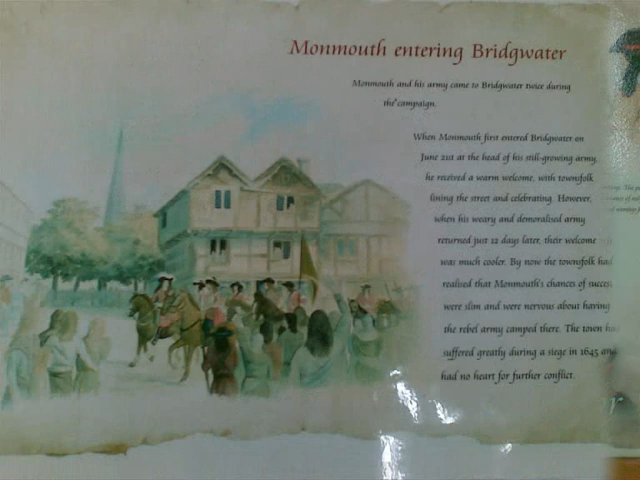 Monmouth entering Bridgwater
Monmouth and his army came to Bridgwater twice during
the campaign.
When Monmouth first entered Bridgwater on
June 21st at the head of his still-growing army,
he received a warm welcome, with townsfolk
lining the street and celebrating. However,
when his weary and demoralised army
returned just 12 days later, their welcome
was much cooler. By now the townsfolk had
realised that Monmouth's chances of success
were slim and were nervous about having
the rebel army camped there. The town ha
suffered greatly during a siege in 1645 an
had no heart for further conflict.